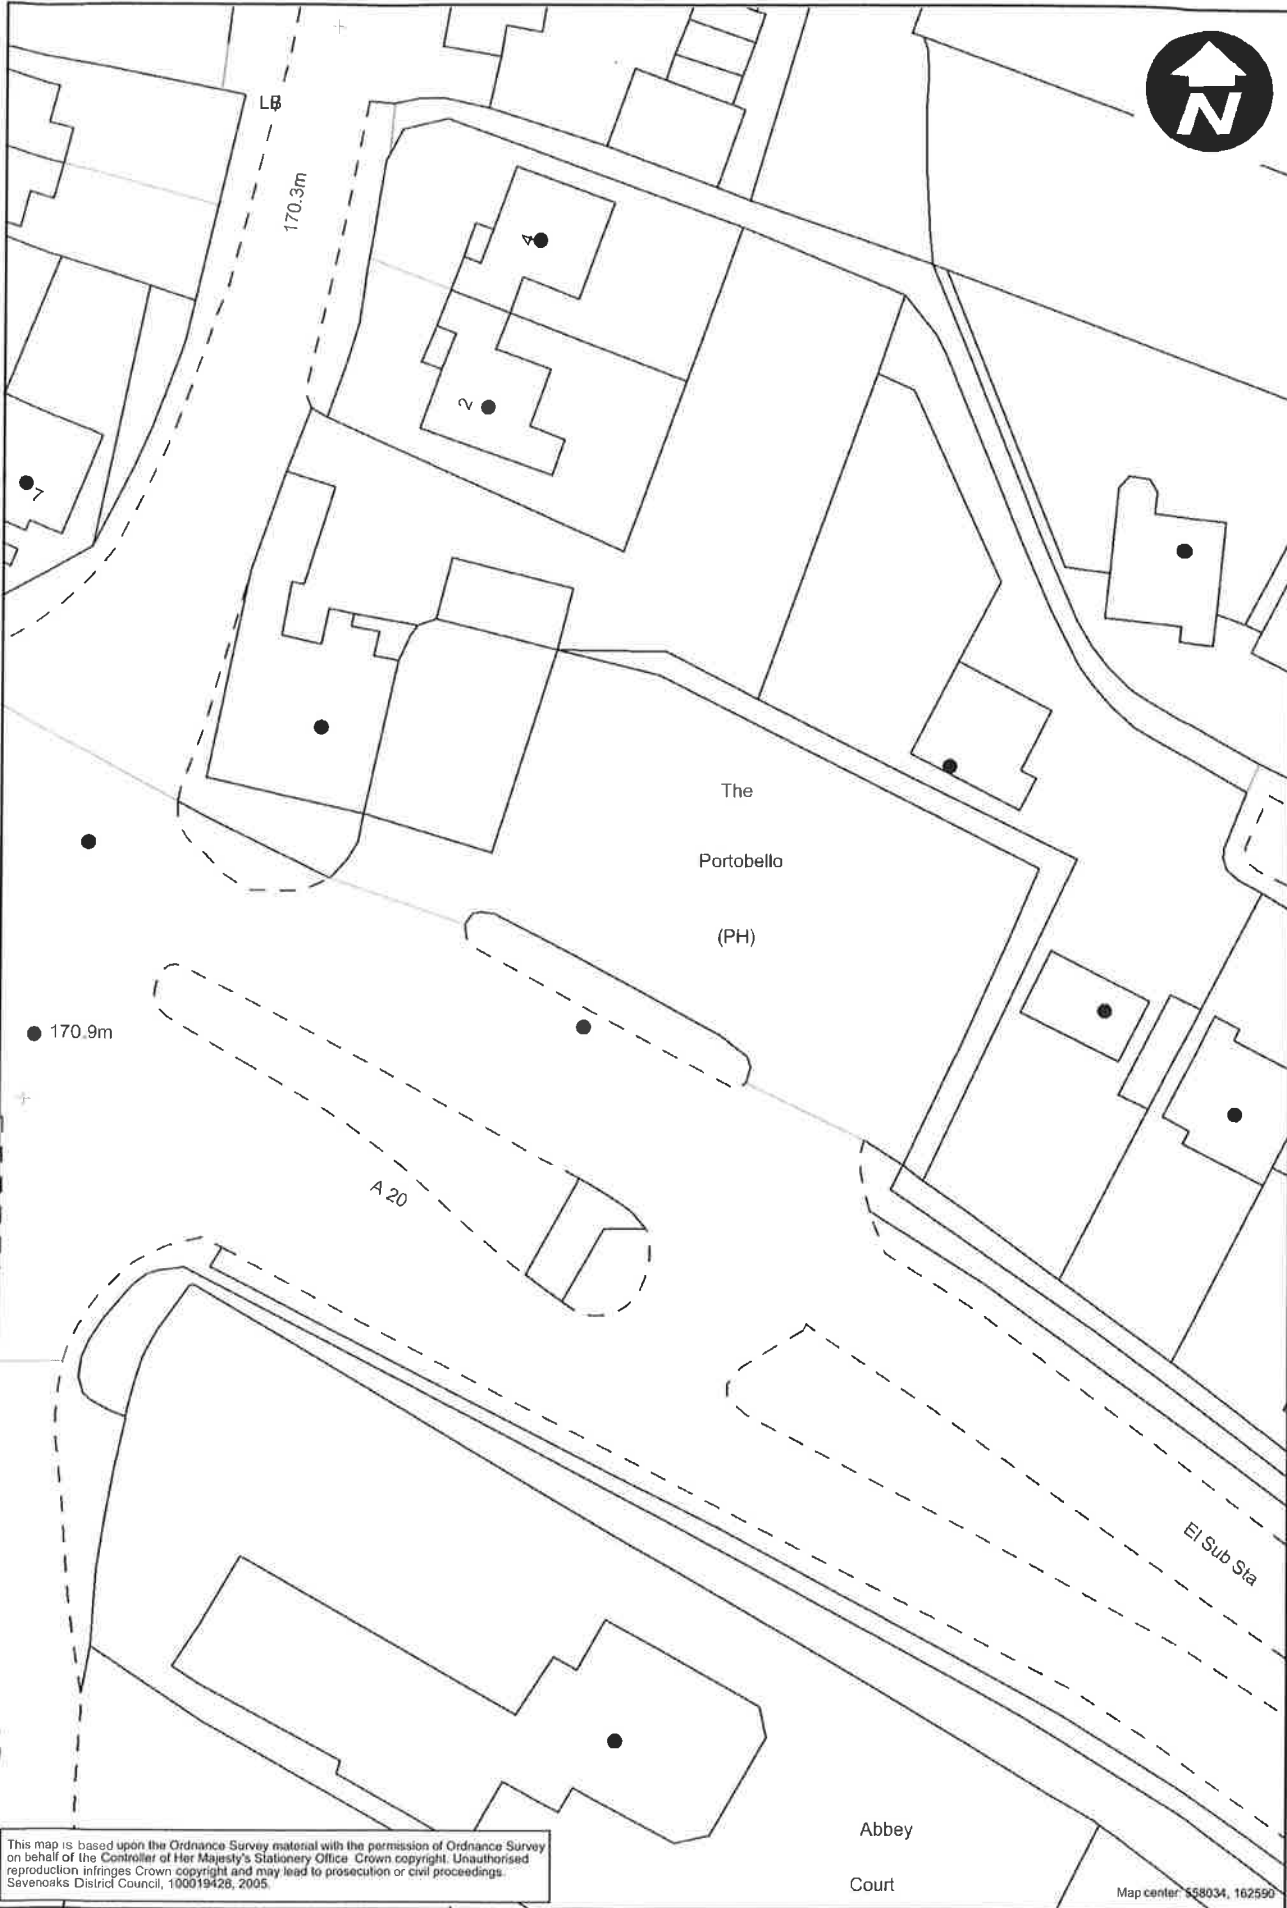 N
LB
170.3m
4
2
7
The
Portobello
(PH)
170.9m
A 20
El Sub Sta
Abbey
Court
This map is based upon the Ordnance Survey material with the permission of Ordnance Survey
on behalf of the Controller of Her Majesty's Stationery Office Crown copyright. Unauthorised
reproduction infringes Crown copyright and may lead to prosecution or civil proceedings.
Sevenoaks District Council, 100019428, 2005.
Map center: 558034, 162590